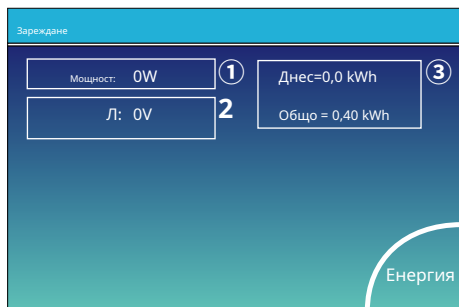 Зареждане
Мощност: 0W
①
Л: 0V
2
Днес=0,0 kWh
③
Общо = 0,40 kWh
Енергия